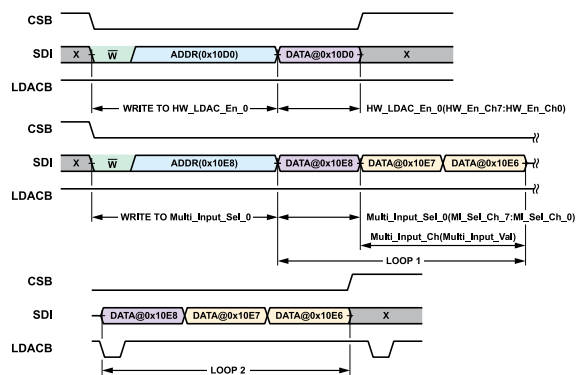 CSB
SDI X W ADDR(0x10D0) DATA@0x10D0 X
LDACB
WRITE TO HW_LDAC_En_0 HW_LDAC_En_0(HW_En_Ch7:HW_En_Ch0)
CSB
SDI X W ADDR(0x10E8) DATA@0x10E8 DATA@0x10E7 DATA@0x10E6
LDACB
WRITE TO Multi_Input_Sel_0 Multi_Input_Sel_0(MI_Sel_Ch_7:MI_Sel_Ch_0)
Multi_Input_Ch(Multi_Input_Val)
LOOP 1
CSB
SDI DATA@0x10E8 DATA@0x10E7 DATA@0x10E6 X
LDACB
LOOP 2